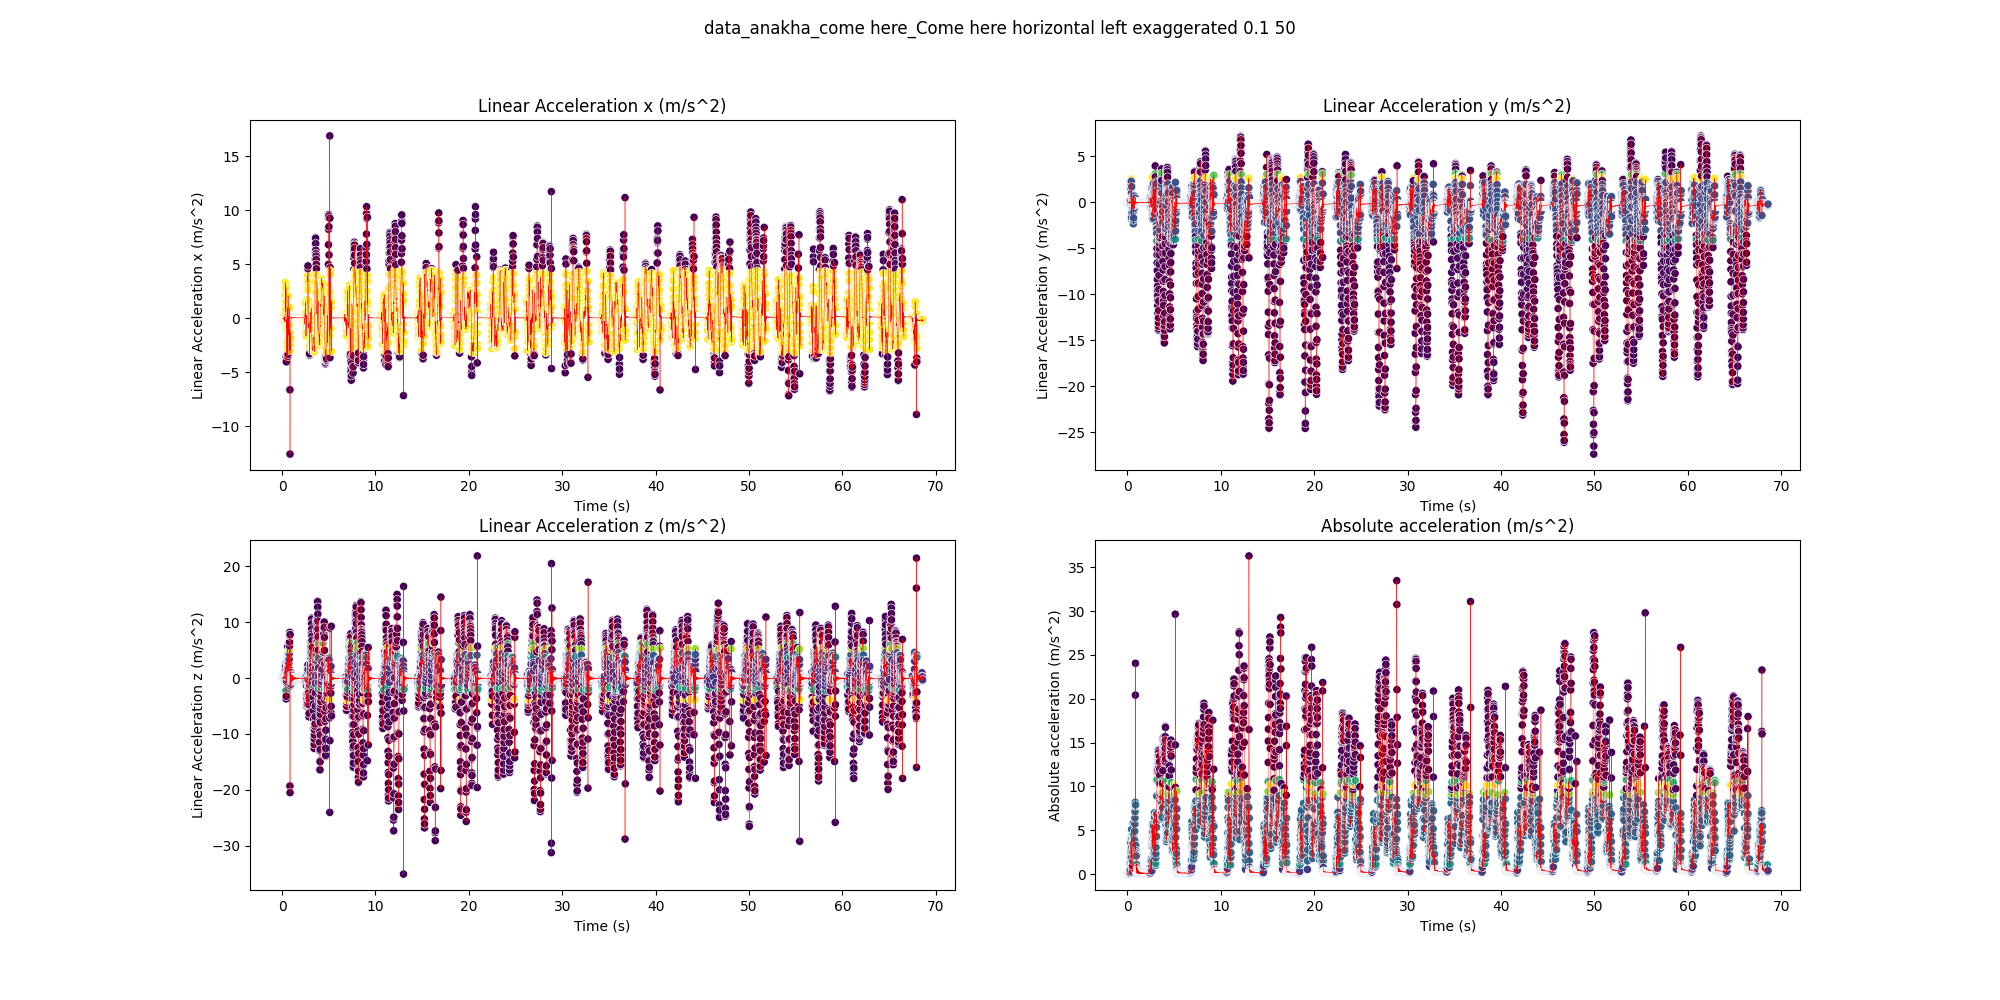 data_anakha_come here_Come here horizontal left exaggerated 0.1 50
Linear Acceleration x (m/s^2)
Linear Acceleration x (m/s^2)
15
10
5
0
−5
−10
0 10 20 30 40 50 60 70
Time (s)
Linear Acceleration y (m/s^2)
Linear Acceleration y (m/s^2)
5
0
−5
−10
−15
−20
−25
0 10 20 30 40 50 60 70
Time (s)
Linear Acceleration z (m/s^2)
Linear Acceleration z (m/s^2)
20
10
0
−10
−20
−30
0 10 20 30 40 50 60 70
Time (s)
Absolute acceleration (m/s^2)
Absolute acceleration (m/s^2)
35
30
25
20
15
10
5
0
0 10 20 30 40 50 60 70
Time (s)